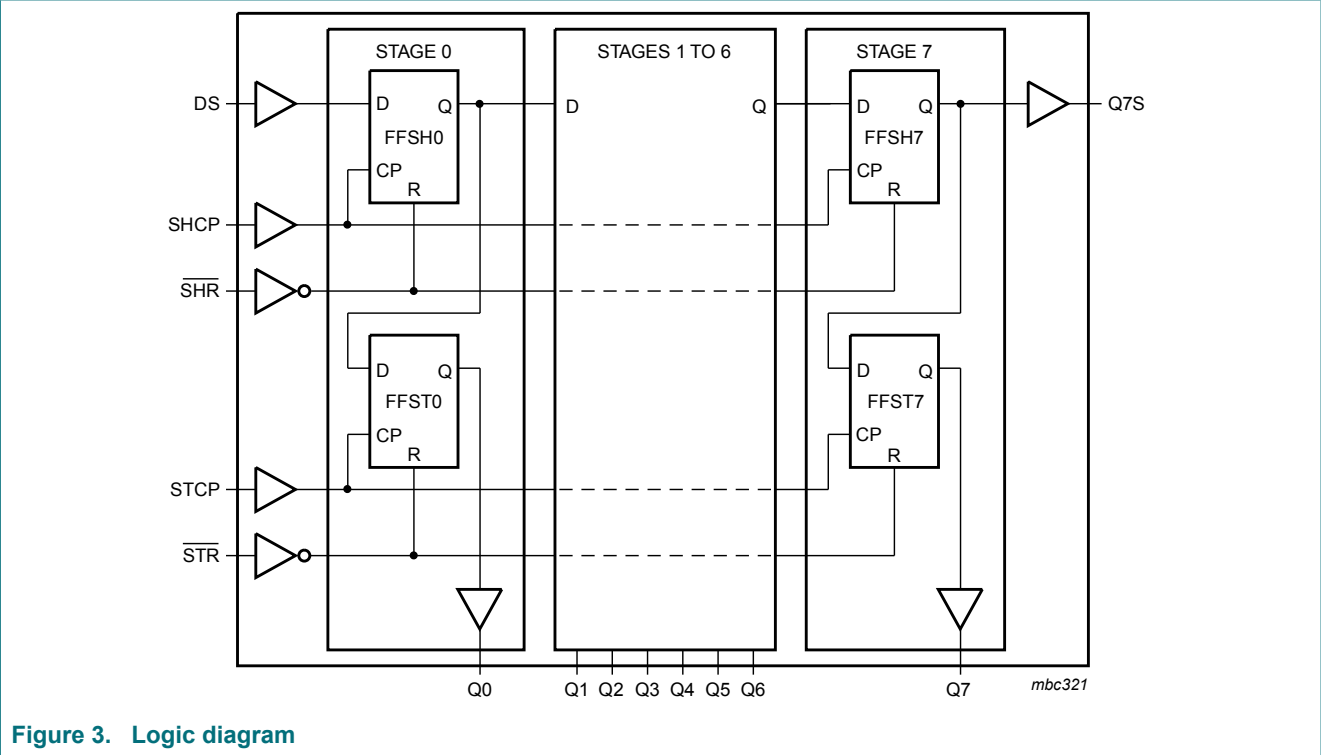 STAGE 0
STAGES 1 TO 6
STAGE 7
DS
D
Q
FFSH0
CP
R
D
Q
D
Q
FFSH7
CP
R
Q7S
SHCP
SHR
D
Q
FFST0
CP
R
D
Q
FFST7
CP
R
STCP
STR
Q0
Q1
Q2
Q3
Q4
Q5
Q6
Q7
mbc321
Figure 3. Logic diagram